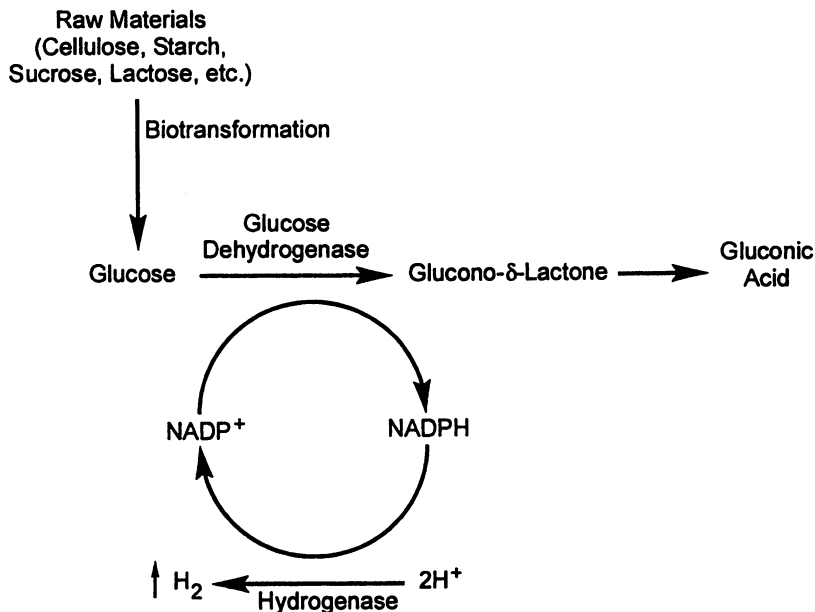 Raw Materials
(Cellulose, Starch,
Sucrose, Lactose, etc.)
Biotransformation
Glucose
Dehydrogenase
Glucose
Glucono-δ-Lactone
Gluconic
Acid
NADP⁺
NADPH
H₂
2H⁺
Hydrogenase